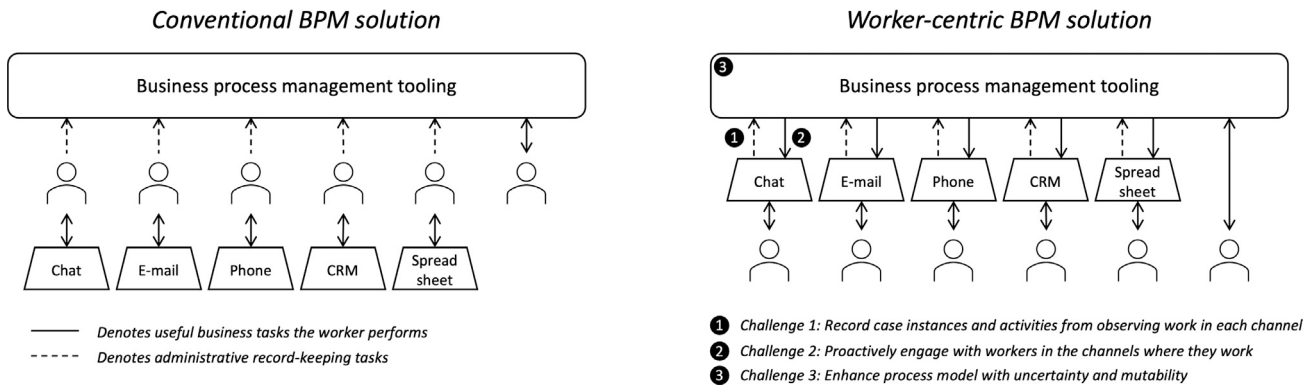 Conventional BPM solution
Business process management tooling
Chat
E-mail
Phone
CRM
Spread
sheet
Denotes useful business tasks the worker performs
Denotes administrative record-keeping tasks
Worker-centric BPM solution
3
Business process management tooling
1
2
Chat
E-mail
Phone
CRM
Spread
sheet
1 Challenge 1: Record case instances and activities from observing work in each channel
2 Challenge 2: Proactively engage with workers in the channels where they work
3 Challenge 3: Enhance process model with uncertainty and mutability